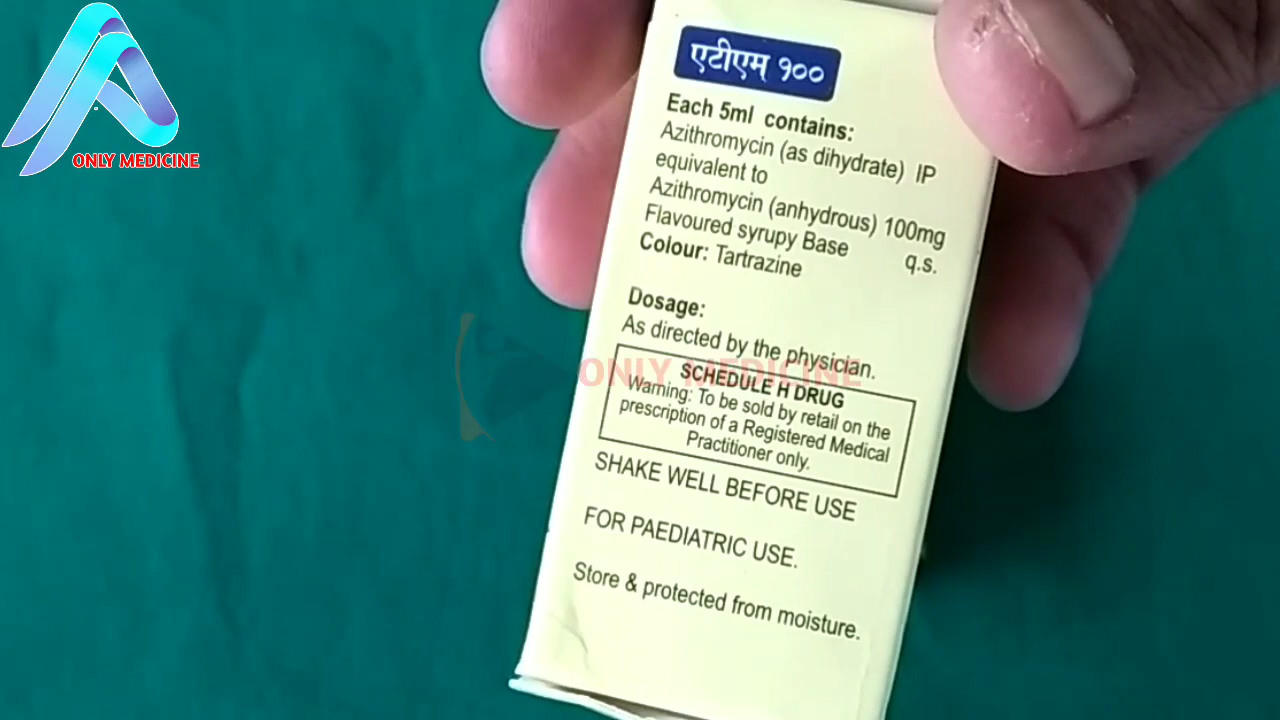 ONLY MEDICINE
एटीएम् १००
Each 5ml contains:
Azithromycin (as dihydrate) IP
equivalent to
Azithromycin (anhydrous) 100mg
Flavoured syrupy Base q.s.
Colour: Tartrazine
Dosage:
As directed by the physician.
ONLY MEDICINE
SCHEDULE H DRUG
Warning: To be sold by retail on the
prescription of a Registered Medical
Practitioner only.
SHAKE WELL BEFORE USE
FOR PAEDIATRIC USE.
Store & protected from moisture.